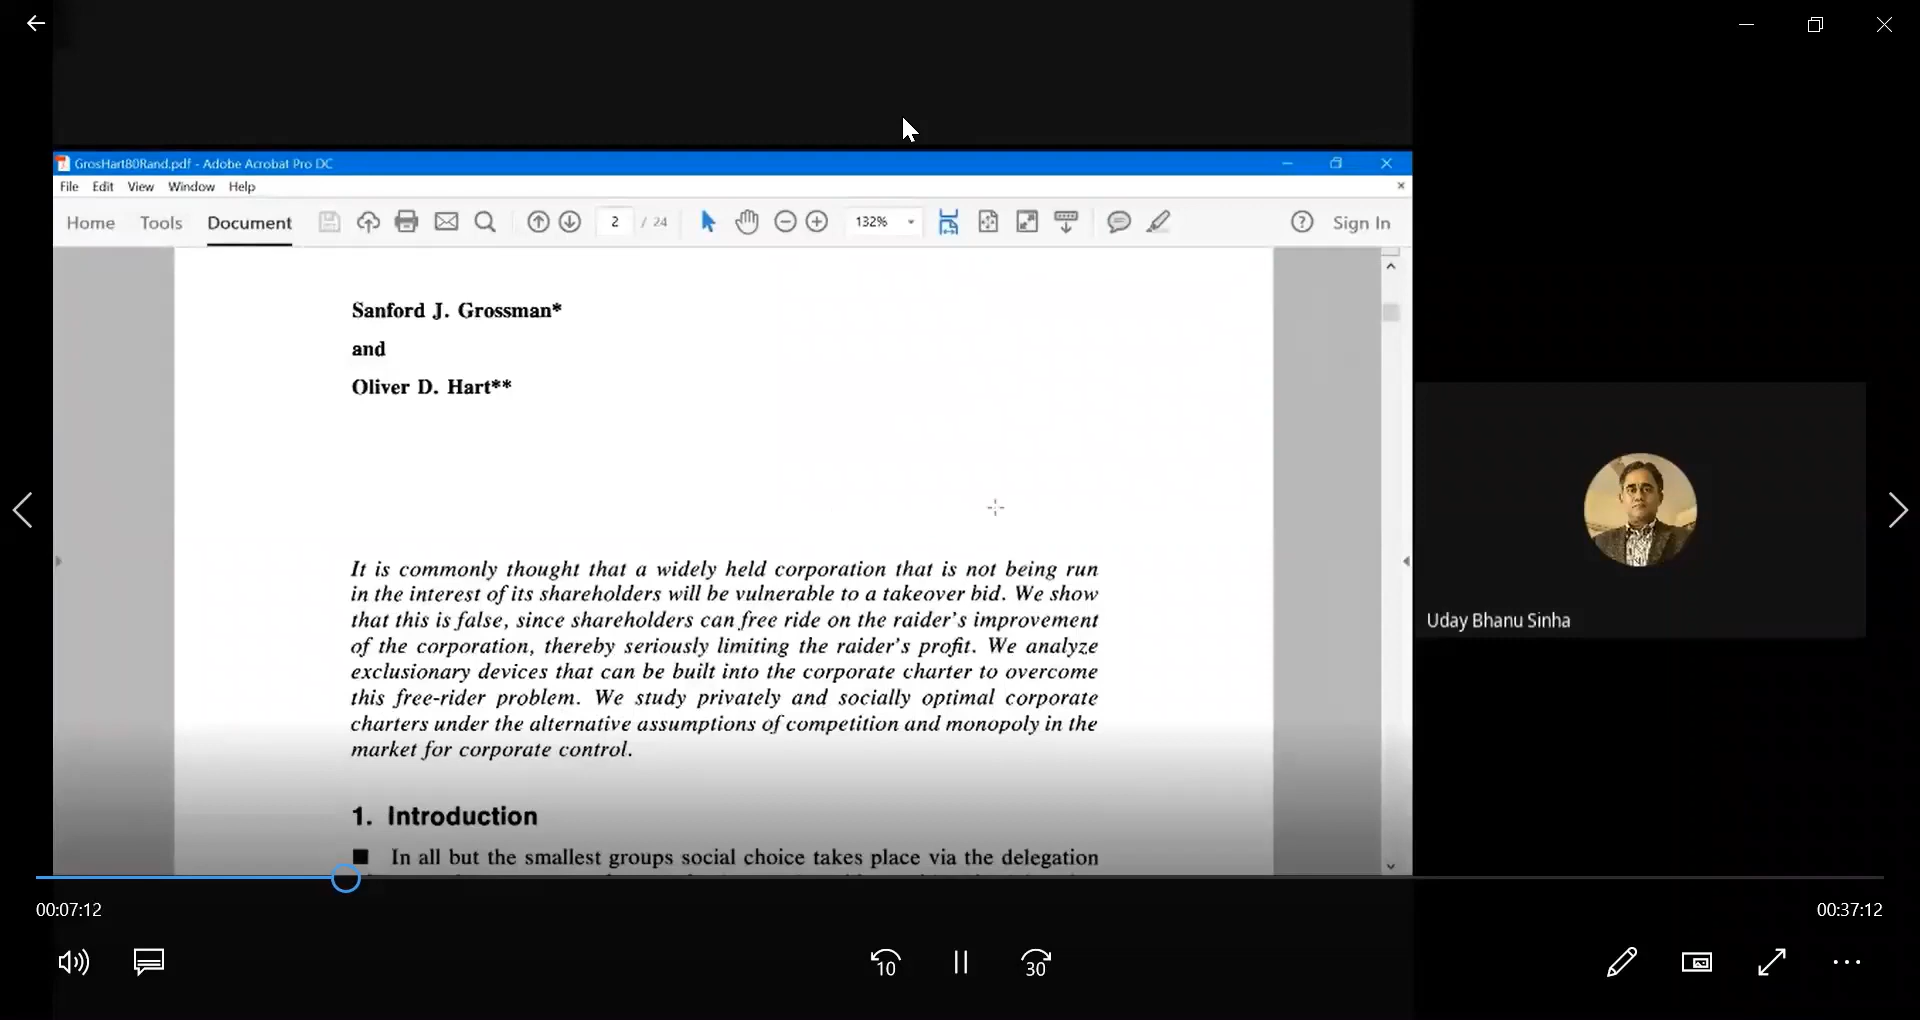 GrosHart80Rand.pdf - Adobe Acrobat Pro DC
File Edit View Window Help
Home Tools Document 2 / 24 132% Sign In
Sanford J. Grossman*
and
Oliver D. Hart**
It is commonly thought that a widely held corporation that is not being run
in the interest of its shareholders will be vulnerable to a takeover bid. We show
that this is false, since shareholders can free ride on the raider's improvement
of the corporation, thereby seriously limiting the raider's profit. We analyze
exclusionary devices that can be built into the corporate charter to overcome
this free-rider problem. We study privately and socially optimal corporate
charters under the alternative assumptions of competition and monopoly in the
market for corporate control.
1. Introduction
■ In all but the smallest groups social choice takes place via the delegation
Uday Bhanu Sinha
00:07:12
00:37:12
10
30